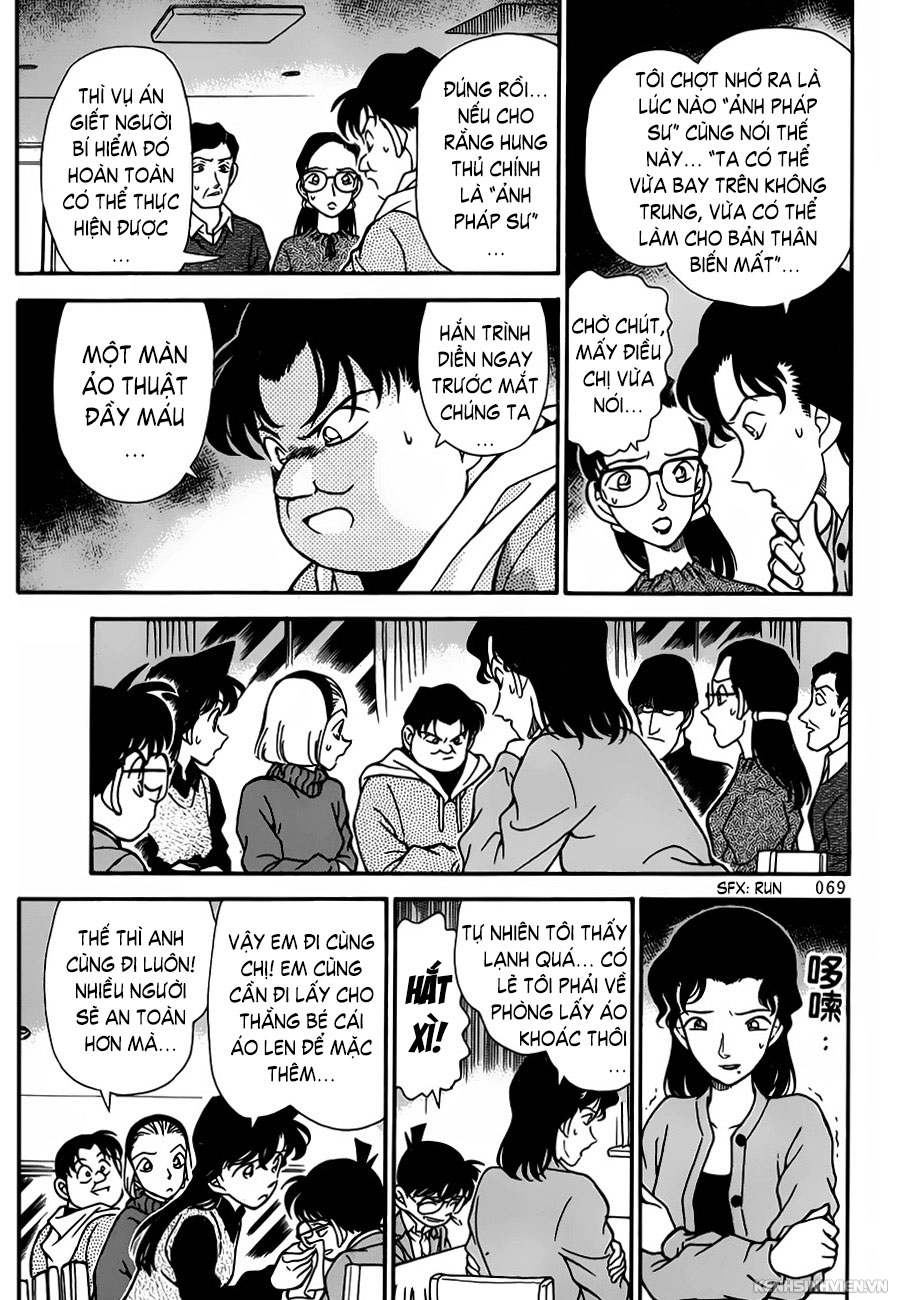 TÔI CHỢT NHỚ RA LÀ
LÚC NÀO "ẢNH PHÁP
SƯ" CŨNG NÓI THẾ
NÀY... "TA CÓ THỂ
VỪA BAY TRÊN KHÔNG
TRUNG, VỪA CÓ THỂ
LÀM CHO BẢN THÂN
BIẾN MẤT"...
CHỜ CHÚT,
MẤY ĐIỀU
CHỊ VỪA
NÓI...
ĐÚNG RỒI...
NẾU CHO
RẰNG HUNG
THỦ CHÍNH
LÀ "ẢNH
PHÁP SƯ"
...
THÌ VỤ ÁN
GIẾT NGƯỜI
BÍ HIỂM ĐÓ
HOÀN TOÀN
CÓ THỂ THỰC
HIỆN ĐƯỢC
...
HẮN TRÌNH
DIỄN NGAY
TRƯỚC MẮT
CHÚNG TA
...
MỘT MÀN
ẢO THUẬT
ĐẦY MÁU
...
SFX: RUN 069
哆
嗦
...
TỰ NHIÊN TÔI THẤY
LẠNH QUÁ... CÓ
LẼ TÔI PHẢI VỀ
PHÒNG LẤY ÁO
KHOÁC THÔI
HẮT
XÌ!
VẬY EM ĐI CÙNG
CHỊ! EM CŨNG
CẦN ĐI LẤY CHO
THẰNG BÉ CÁI
ÁO LEN ĐỂ MẶC
THÊM...
THẾ THÌ ANH
CŨNG ĐI LUÔN!
NHIỀU NGƯỜI
SẼ AN TOÀN
HƠN MÀ...
KENHSINHVIEN.VN